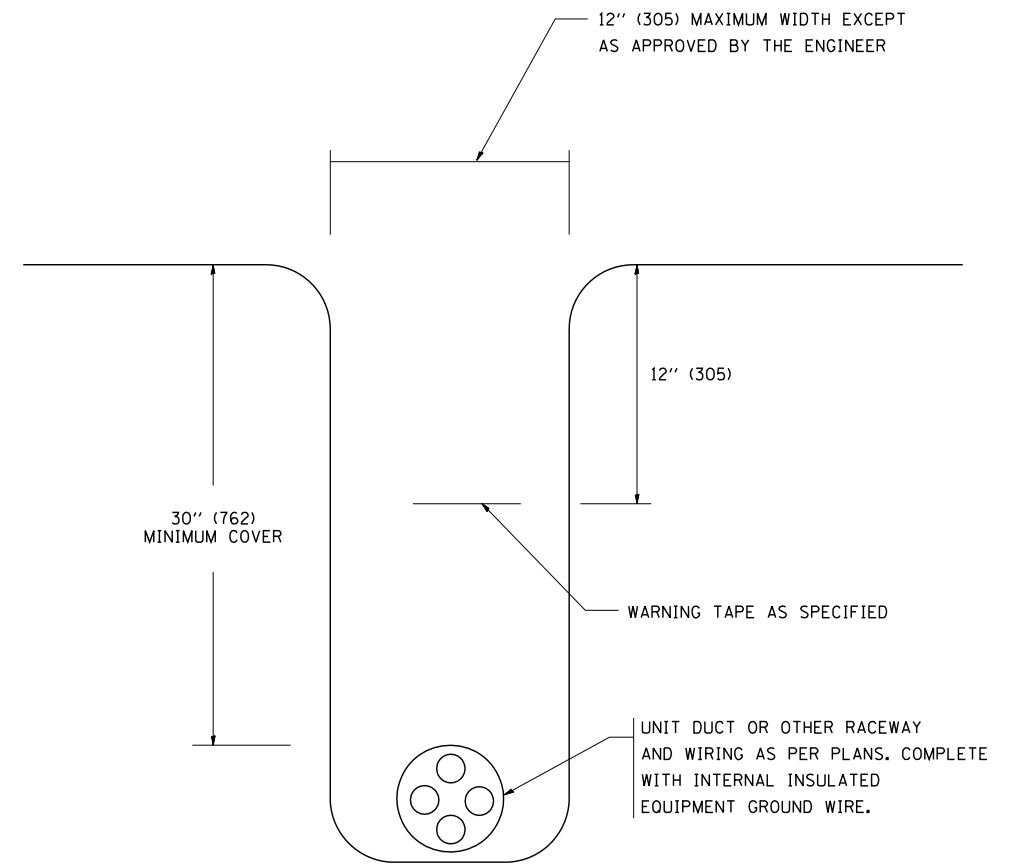 12'' (305) MAXIMUM WIDTH EXCEPT
AS APPROVED BY THE ENGINEER
12'' (305)
30'' (762)
MINIMUM COVER
WARNING TAPE AS SPECIFIED
UNIT DUCT OR OTHER RACEWAY
AND WIRING AS PER PLANS. COMPLETE
WITH INTERNAL INSULATED
EQUIPMENT GROUND WIRE.